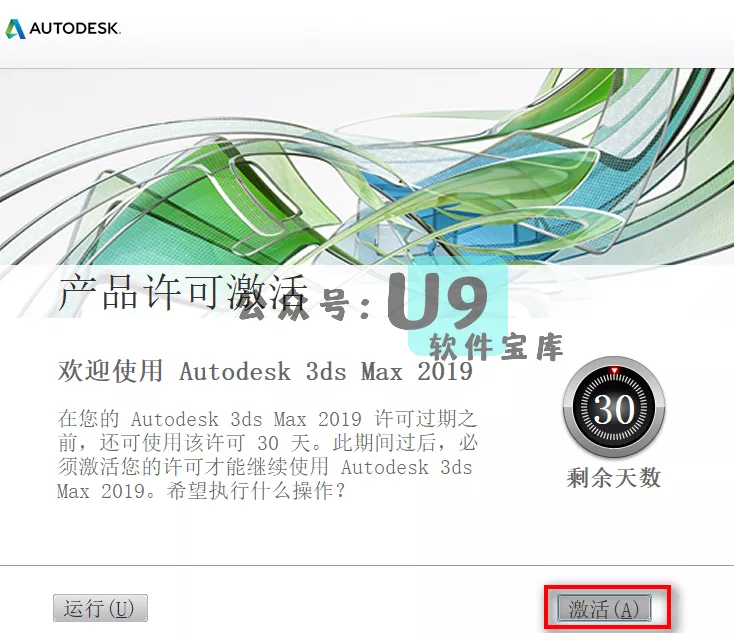 AUTODESK.
产品许可激活
公众号：U9
软件宝库
欢迎使用 Autodesk 3ds Max 2019
在您的 Autodesk 3ds Max 2019 许可过期之
前，还可使用该许可 30 天。此期间过后，必
须激活您的许可才能继续使用 Autodesk 3ds
Max 2019。希望执行什么操作？
30
剩余天数
运行(U)
激活(A)